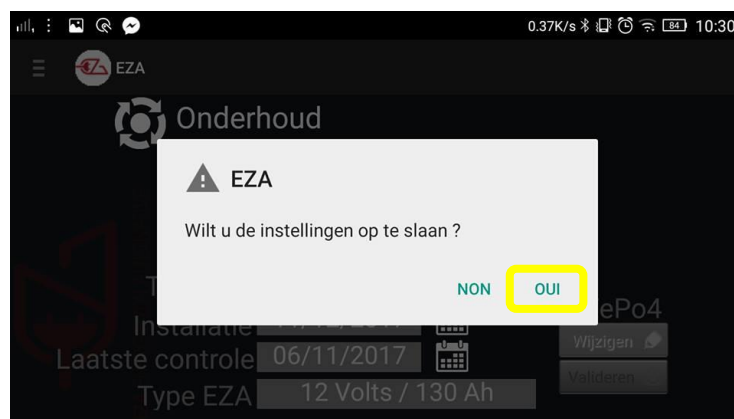 0.37K/s 84 10:30
EZA
Onderhoud
EZA
Wilt u de instellingen op te slaan ?
NON OUI
ePo4
Installatie
Wijzigen
Laatste controle 06/11/2017
Valideren
Type EZA 12 Volts / 130 Ah